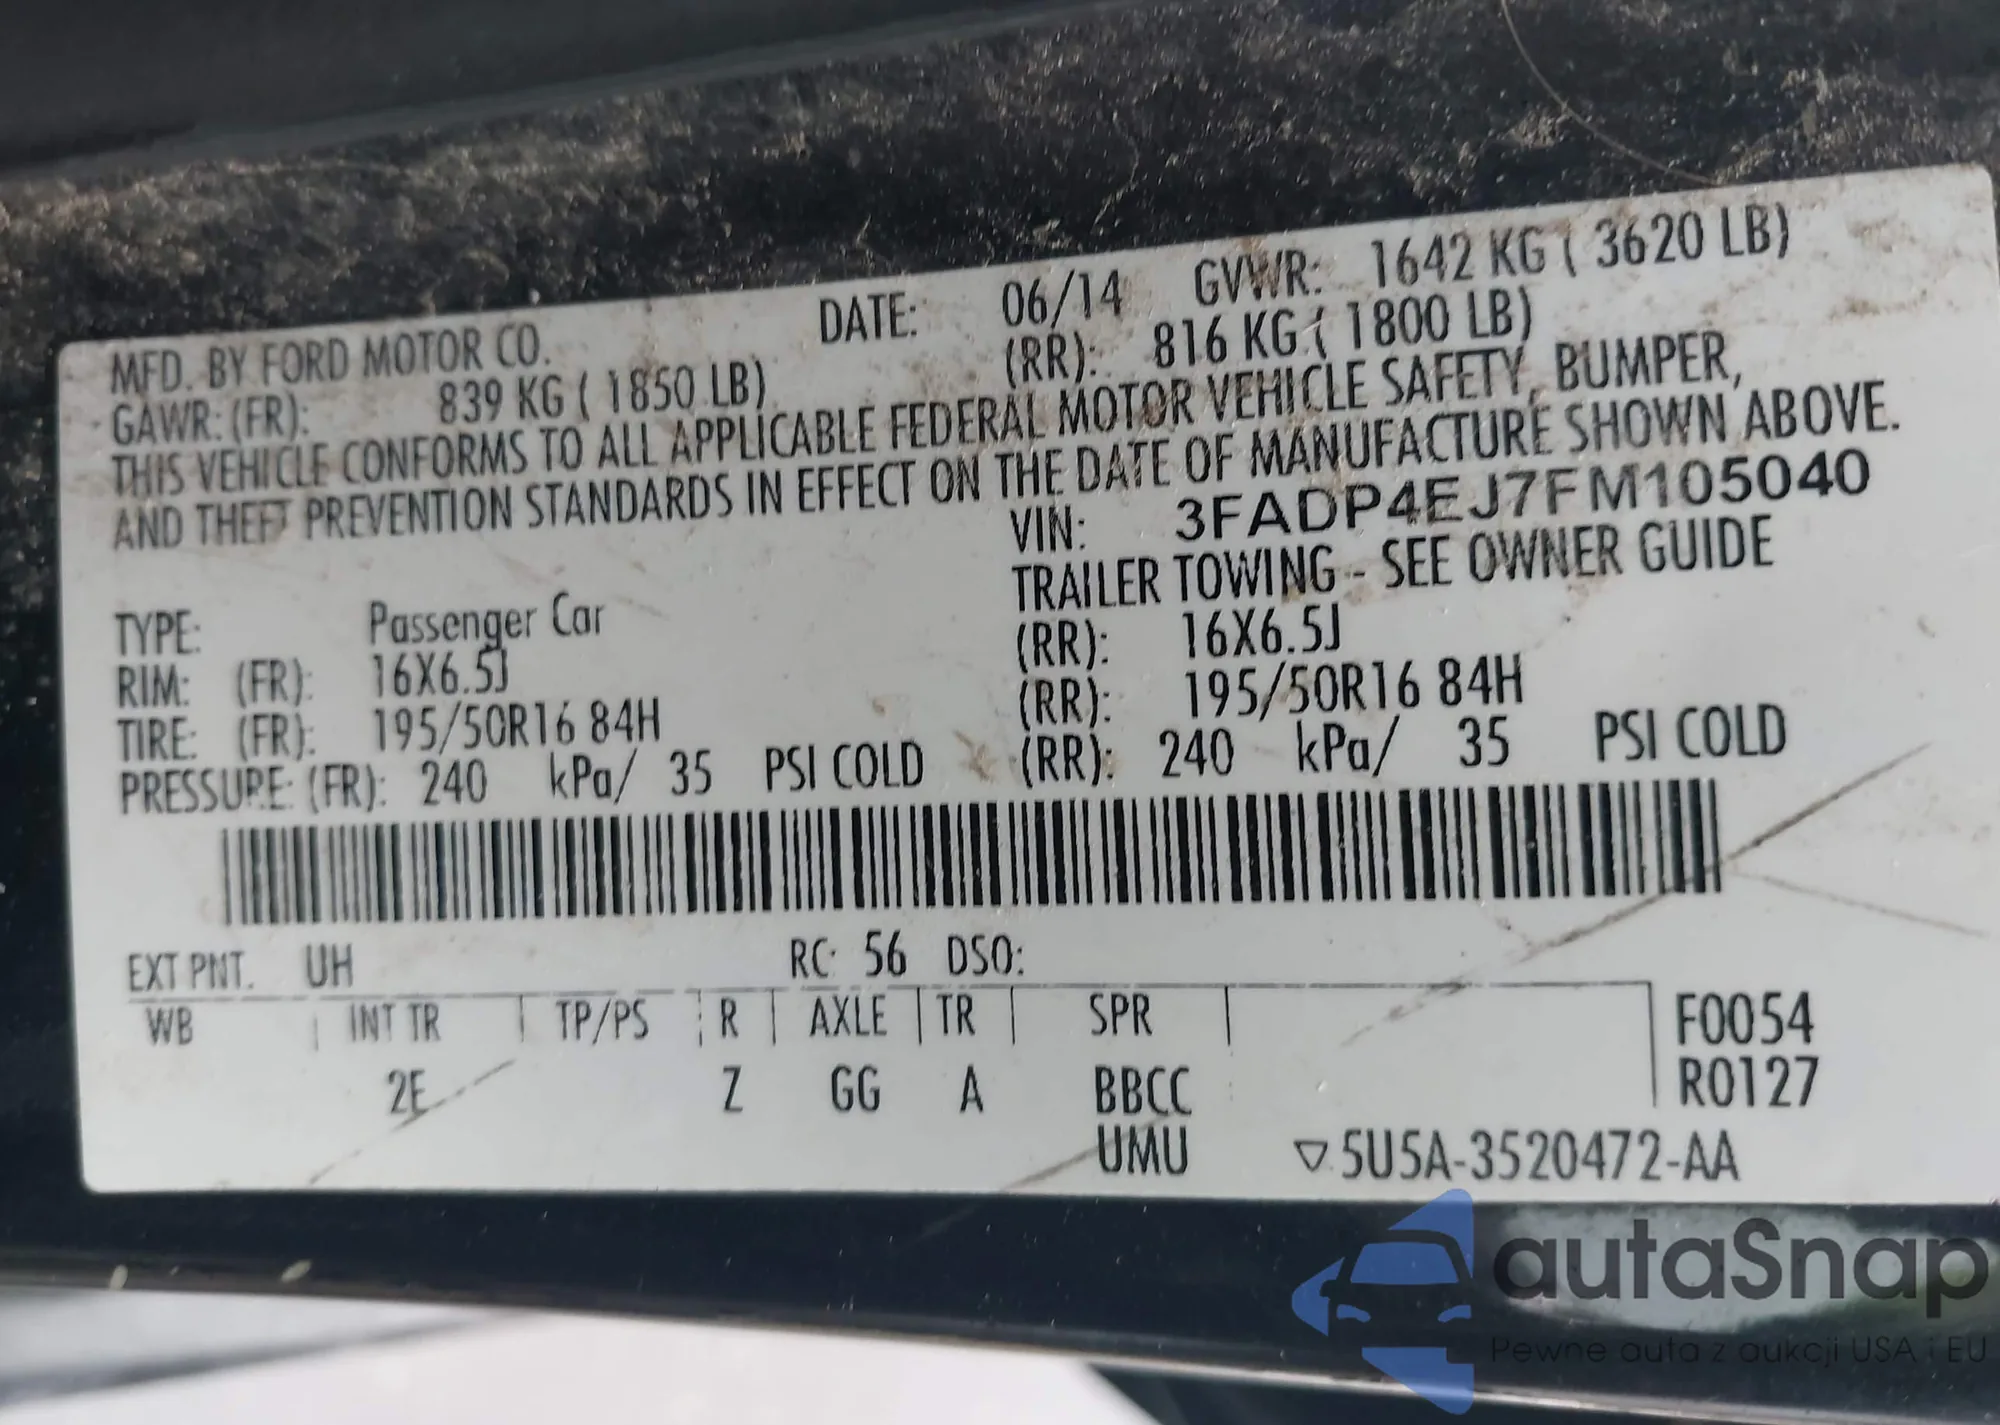 MFD. BY FORD MOTOR CO. DATE: 06/14 GVWR: 1642 KG ( 3620 LB)
GAWR: (FR): 839 KG ( 1850 LB) (RR): 816 KG ( 1800 LB)
THIS VEHICLE CONFORMS TO ALL APPLICABLE FEDERAL MOTOR VEHICLE SAFETY, BUMPER,
AND THEFT PREVENTION STANDARDS IN EFFECT ON THE DATE OF MANUFACTURE SHOWN ABOVE.
VIN: 3FADP4EJ7FM105040
TRAILER TOWING - SEE OWNER GUIDE
TYPE: Passenger Car
RIM: (FR): 16X6.5J (RR): 16X6.5J
TIRE: (FR): 195/50R16 84H (RR): 195/50R16 84H
PRESSURE: (FR): 240 kPa/ 35 PSI COLD (RR): 240 kPa/ 35 PSI COLD
EXT PNT. UH RC: 56 DSO:
WB INT TR TP/PS R AXLE TR SPR F0054
2E Z GG A BBCC R0127
UMU ▽ 5U5A-3520472-AA
autaSnap
Pewne auta z aukcji USA i EU